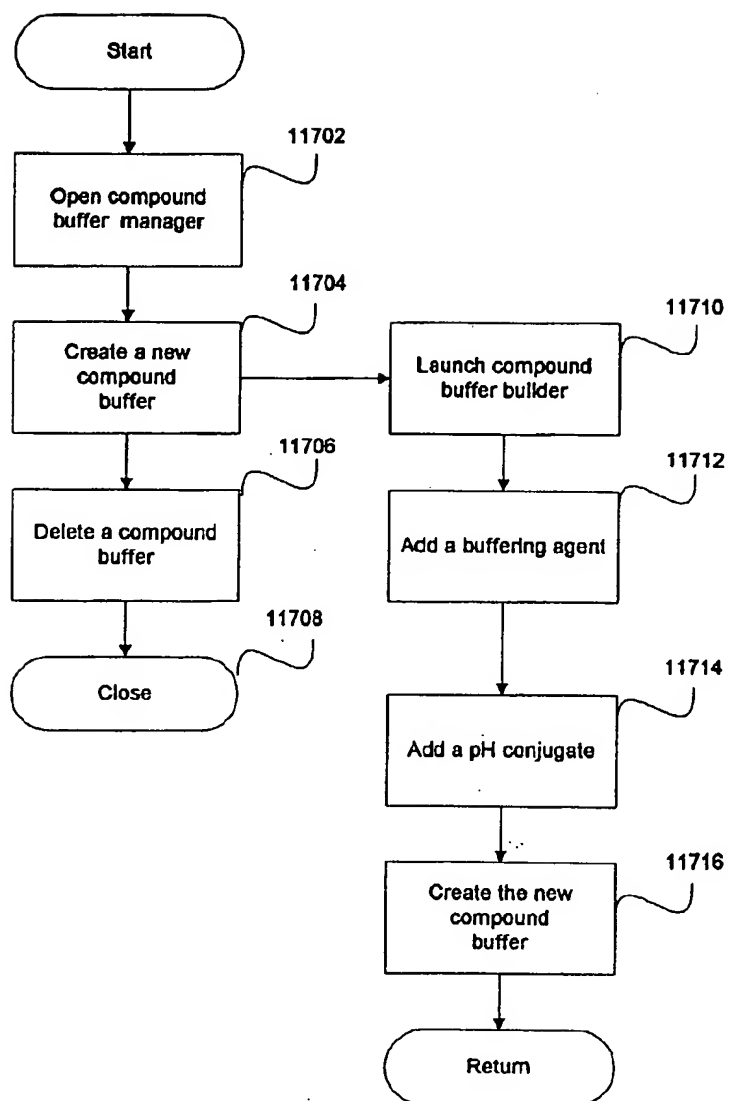 Start
11702
Open compound
buffer manager
11704
Create a new
compound
buffer
11706
Delete a compound
buffer
11708
Close
11710
Launch compound
buffer builder
11712
Add a buffering agent
11714
Add a pH conjugate
11716
Create the new
compound
buffer
Return